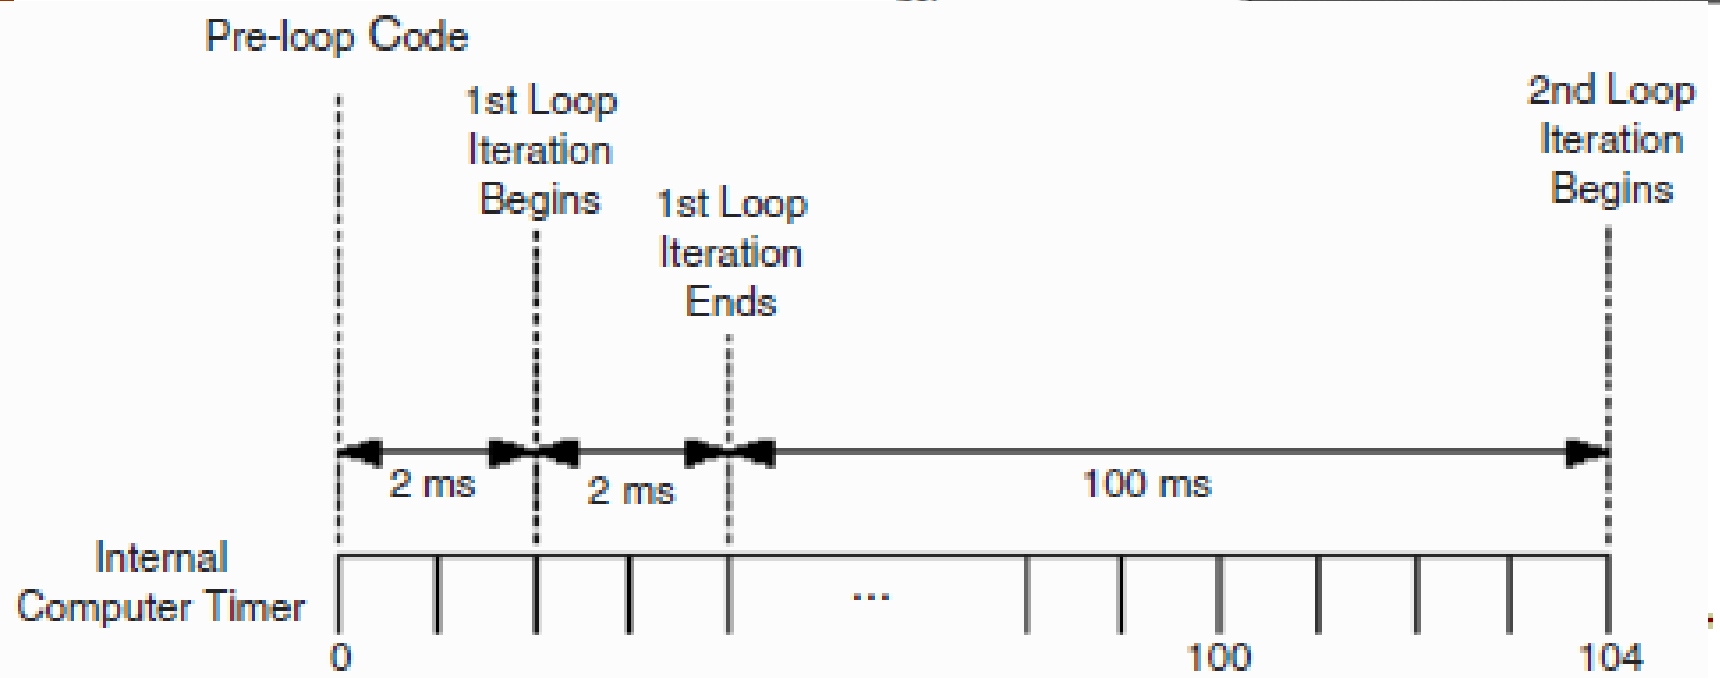 Pre-loop Code
1st Loop
Iteration
Begins
1st Loop
Iteration
Ends
2nd Loop
Iteration
Begins
2 ms
2 ms
100 ms
Internal
Computer Timer
...
0
100
104